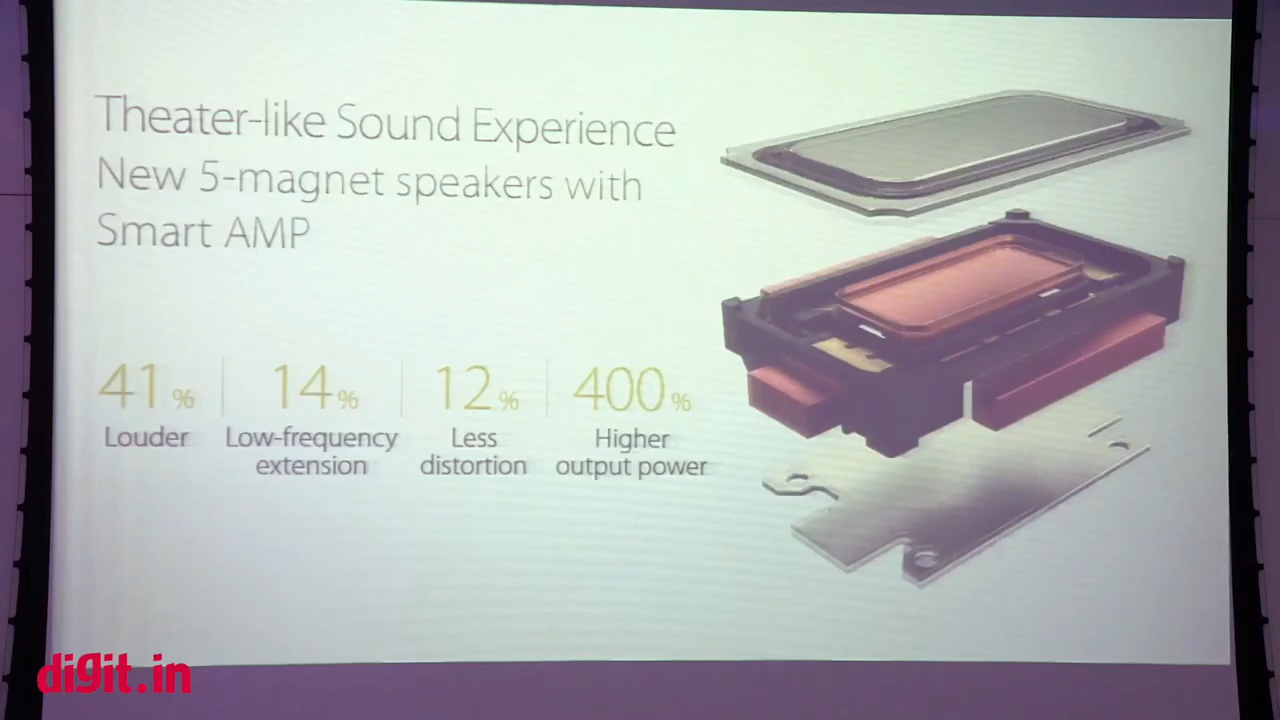 Theater-like Sound Experience
New 5-magnet speakers with
Smart AMP
41%
Louder
14%
Low-frequency
extension
12%
Less
distortion
400%
Higher
output power
digit.in